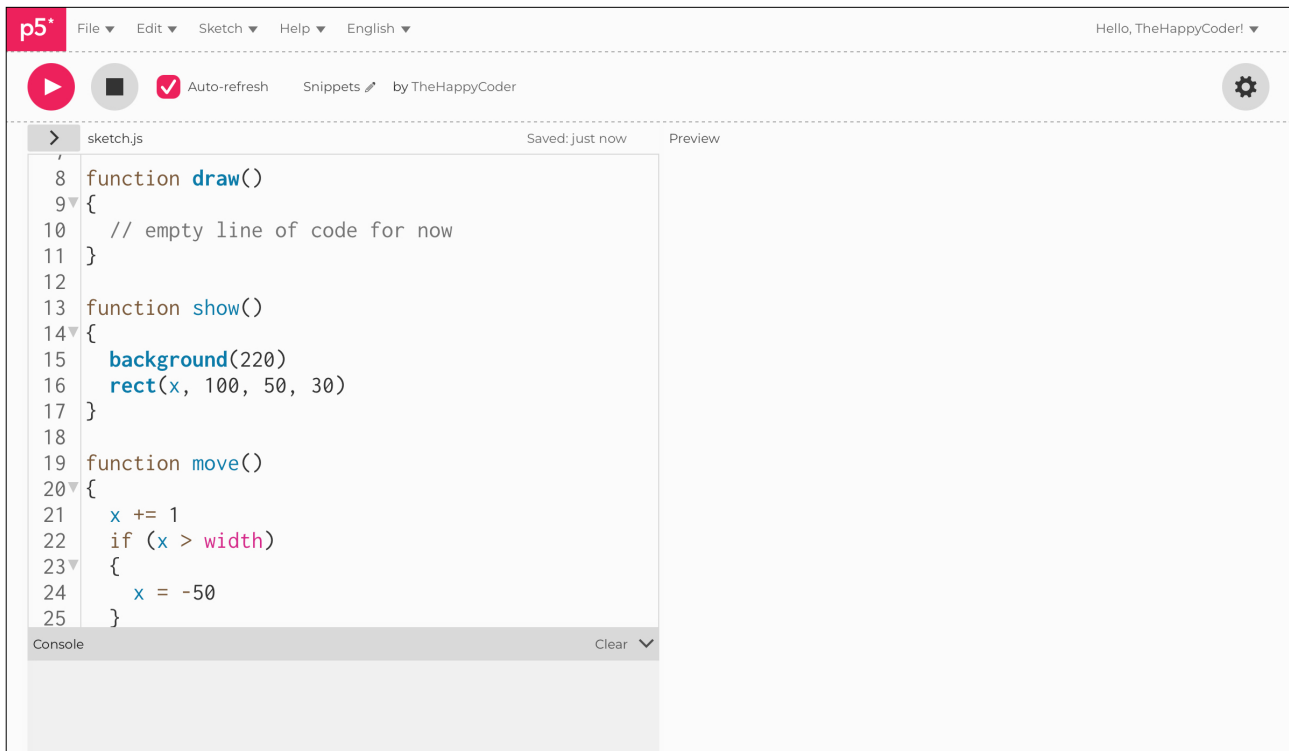 p5* File Edit Sketch Help English Hello, TheHappyCoder!
Auto-refresh Snippets by TheHappyCoder
sketch.js Saved: just now Preview
8 function draw()
9 {
10 // empty line of code for now
11 }
12
13 function show()
14 {
15 background(220)
16 rect(x, 100, 50, 30)
17 }
18
19 function move()
20 {
21 x += 1
22 if (x > width)
23 {
24 x = -50
25 }
Console Clear